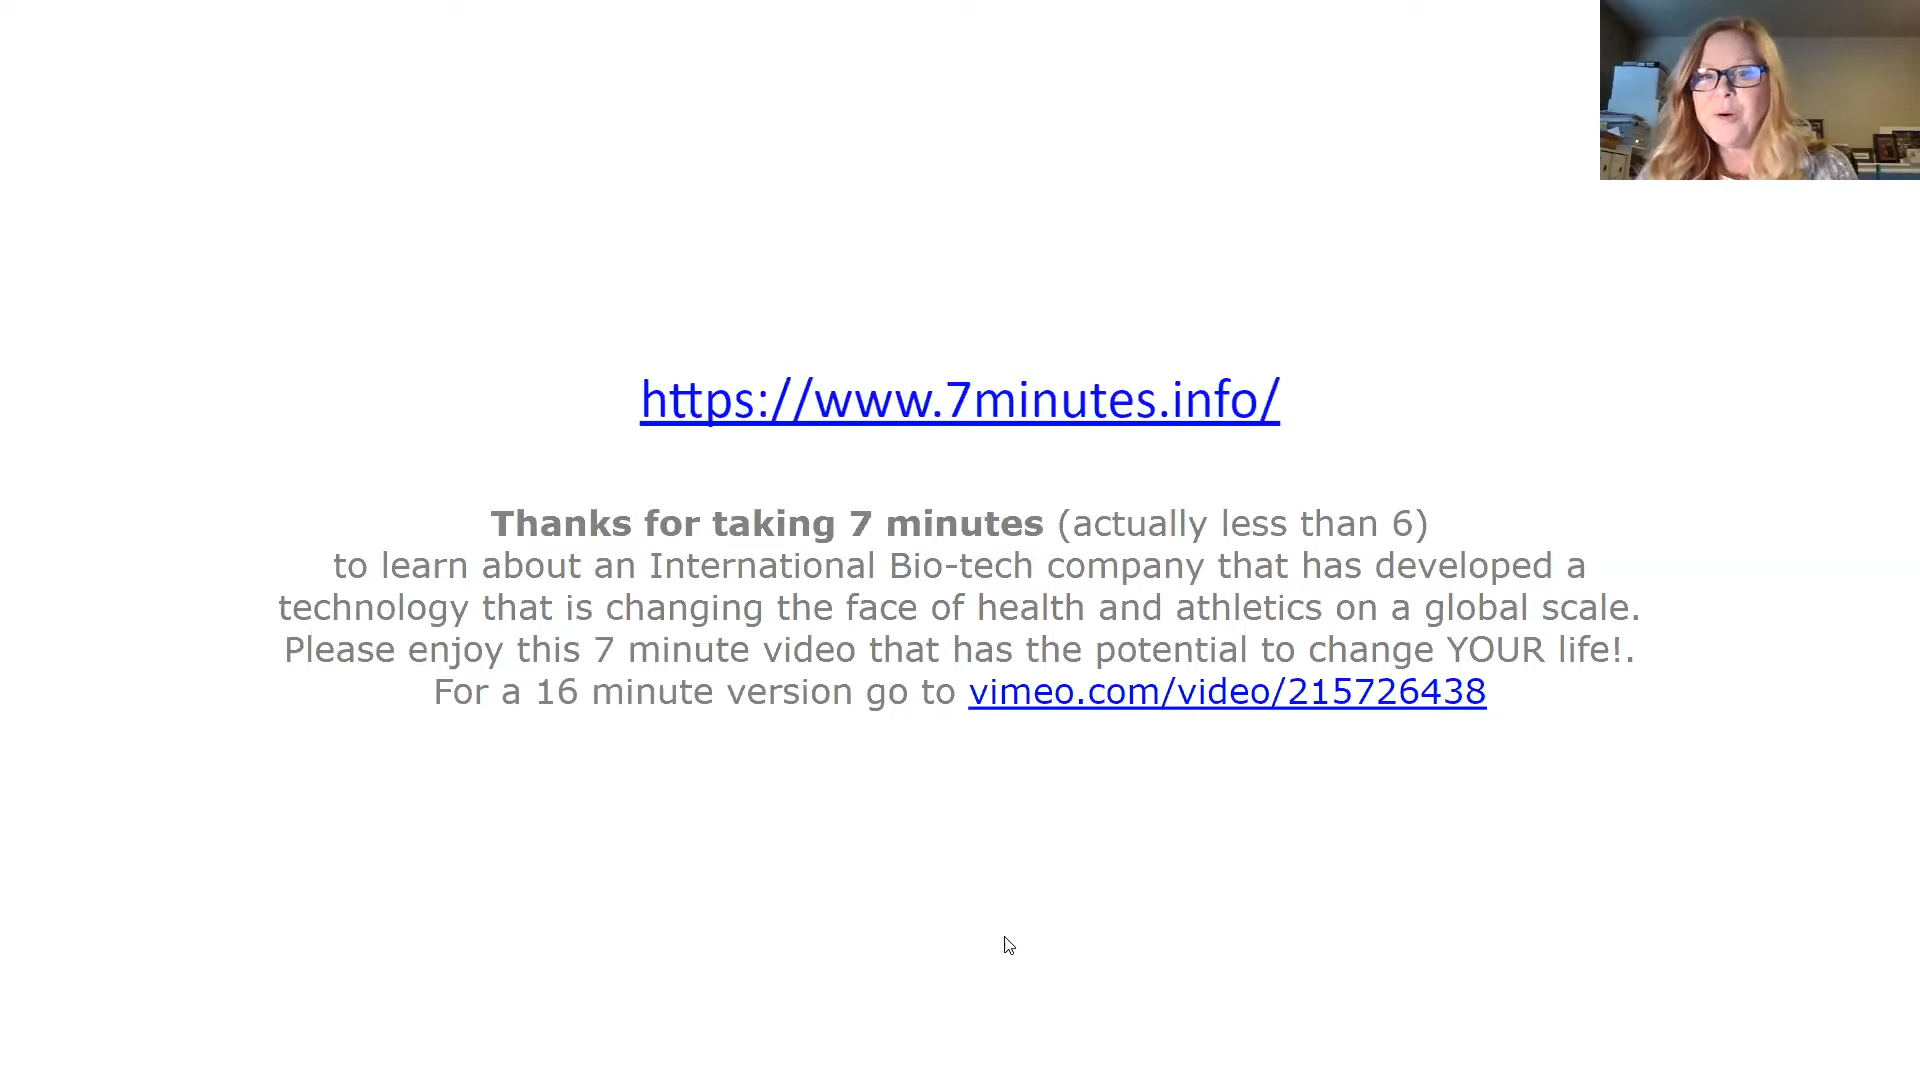 https://www.7minutes.info/
Thanks for taking 7 minutes (actually less than 6)
to learn about an International Bio-tech company that has developed a
technology that is changing the face of health and athletics on a global scale.
Please enjoy this 7 minute video that has the potential to change YOUR life!.
For a 16 minute version go to vimeo.com/video/215726438